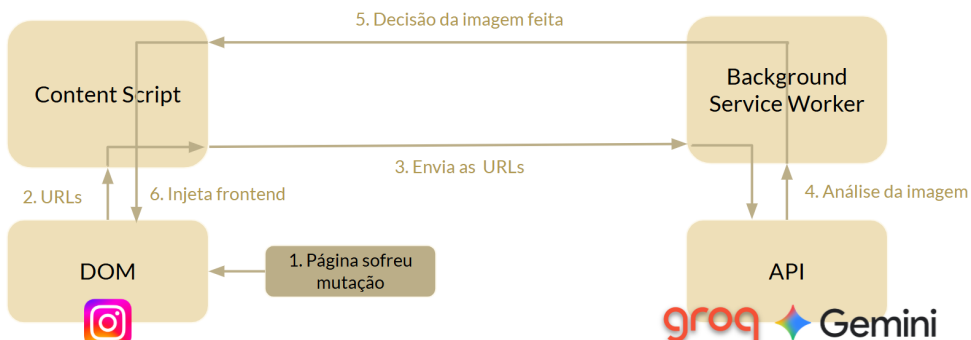 5. Decisão da imagem feita
Content Script
Background
Service Worker
3. Envia as URLs
2. URLs
6. Injeta frontend
4. Análise da imagem
DOM
1. Página sofreu
mutação
API
groq
Gemini